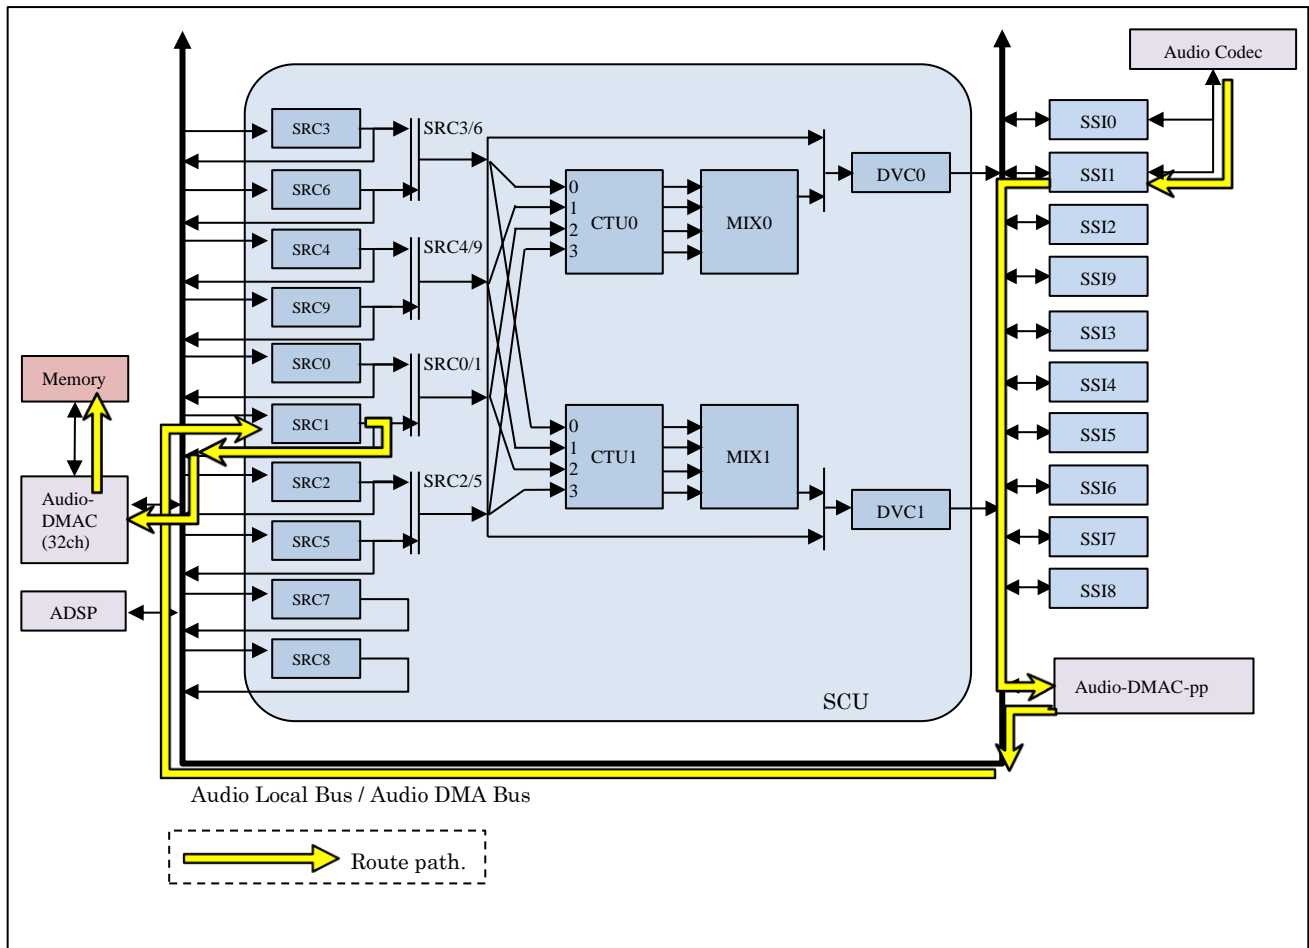 Audio Codec
SRC3
SRC3/6
SSI0
SRC6
CTU0
0
1
2
3
MIX0
DVC0
SSI1
SSI2
SRC4
SRC4/9
SSI9
SRC9
SSI3
Memory
SRC0
SRC0/1
SSI4
SRC1
CTU1
0
1
2
3
MIX1
SSI5
SRC2
SRC2/5
SSI6
Audio-
DMAC
(32ch)
DVC1
SRC5
SSI7
ADSP
SRC7
SSI8
SRC8
SCU
Audio-DMAC-pp
Audio Local Bus / Audio DMA Bus
Route path.